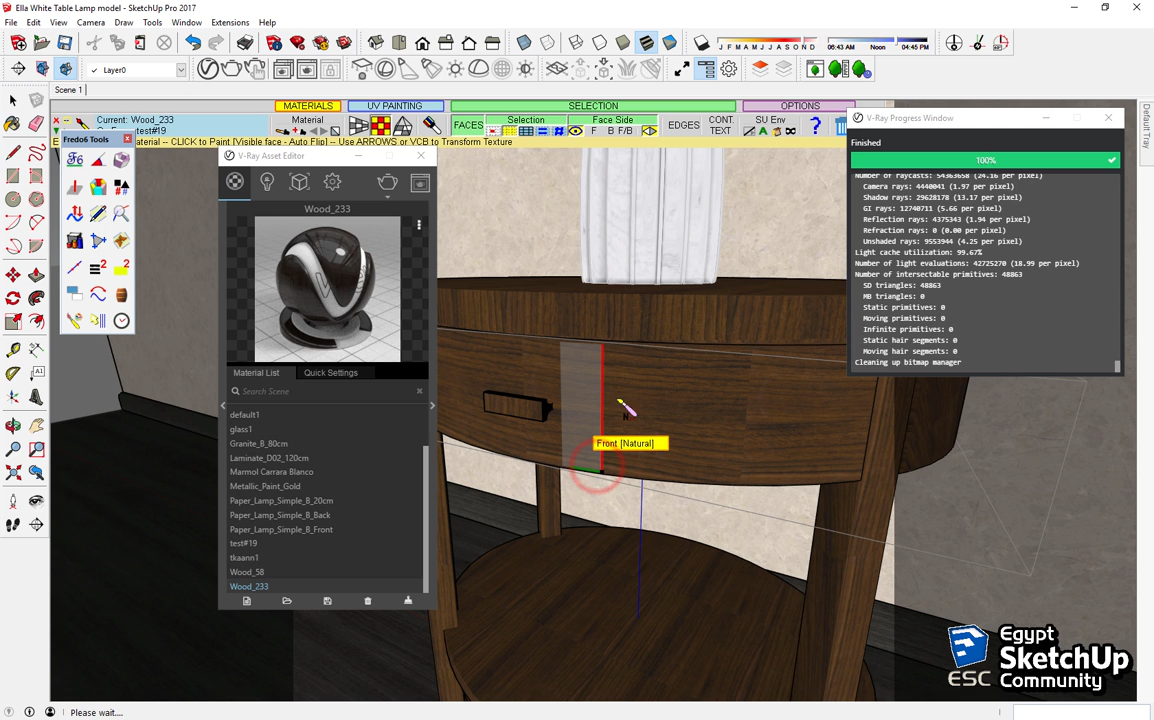 Ella White Table Lamp model - SketchUp Pro 2017
File Edit View Camera Draw Tools Window Extensions Help
J F M A M J J A S O N D 06:43 AM Noon 04:45 PM
Layer0
Scene 1
Default Tray
MATERIALS UV PAINTING SELECTION OPTIONS
Current: Wood_233
test#19
Material
FACES
Selection
Face Side
F B F/B
EDGES
CONT.
TEXT
SU Env
aterial -- CLICK to Paint [Visible face - Auto Flip] -- Use ARROWS or VCB to Transform Texture
Fredo6 Tools
V-Ray Asset Editor
Wood_233
Material List Quick Settings
Search Scene
default1
glass1
Granite_B_80cm
Laminate_D02_120cm
Marmol Carrara Blanco
Metallic_Paint_Gold
Paper_Lamp_Simple_B_20cm
Paper_Lamp_Simple_B_Back
Paper_Lamp_Simple_B_Front
test#19
tkaann1
Wood_58
Wood_233
V-Ray Progress Window
Finished
100%
Number of raycasts: 54363658 (24.16 per pixel)
Camera rays: 4440041 (1.97 per pixel)
Shadow rays: 29628178 (13.17 per pixel)
GI rays: 12740711 (5.66 per pixel)
Reflection rays: 4375343 (1.94 per pixel)
Refraction rays: 0 (0.00 per pixel)
Unshaded rays: 9553944 (4.25 per pixel)
Light cache utilization: 99.67%
Number of light evaluations: 42725270 (18.99 per pixel)
Number of intersectable primitives: 48863
SD triangles: 48863
MB triangles: 0
Static primitives: 0
Moving primitives: 0
Infinite primitives: 0
Static hair segments: 0
Moving hair segments: 0
Cleaning up bitmap manager
N
Front [Natural]
Egypt
SketchUp
Community
ESC
Please wait....